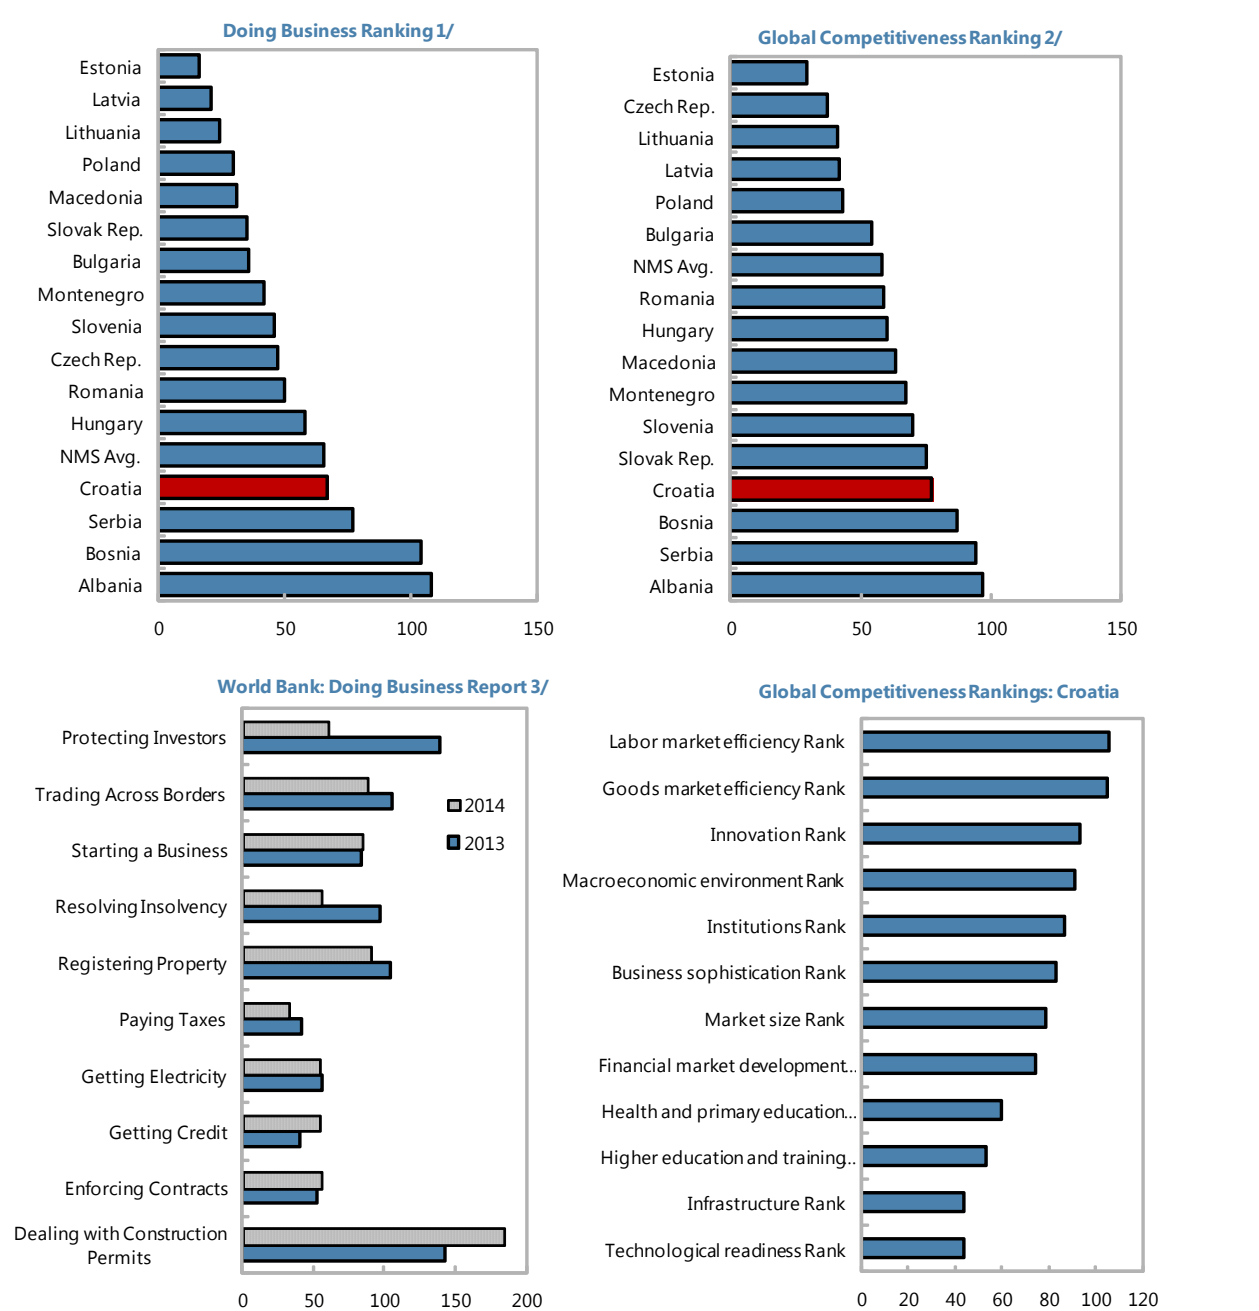 Doing Business Ranking 1/
Estonia
Latvia
Lithuania
Poland
Macedonia
Slovak Rep.
Bulgaria
Montenegro
Slovenia
Czech Rep.
Romania
Hungary
NMS Avg.
Croatia
Serbia
Bosnia
Albania
0 50 100 150
Global Competitiveness Ranking 2/
Estonia
Czech Rep.
Lithuania
Latvia
Poland
Bulgaria
NMS Avg.
Romania
Hungary
Macedonia
Montenegro
Slovenia
Slovak Rep.
Croatia
Bosnia
Serbia
Albania
0 50 100 150
World Bank: Doing Business Report 3/
Protecting Investors
Trading Across Borders
Starting a Business
Resolving Insolvency
Registering Property
Paying Taxes
Getting Electricity
Getting Credit
Enforcing Contracts
Dealing with Construction
Permits
2014
2013
0 50 100 150 200
Global Competitiveness Rankings: Croatia
Labor market efficiency Rank
Goods market efficiency Rank
Innovation Rank
Macroeconomic environment Rank
Institutions Rank
Business sophistication Rank
Market size Rank
Financial market development...
Health and primary education...
Higher education and training...
Infrastructure Rank
Technological readiness Rank
0 20 40 60 80 100 120